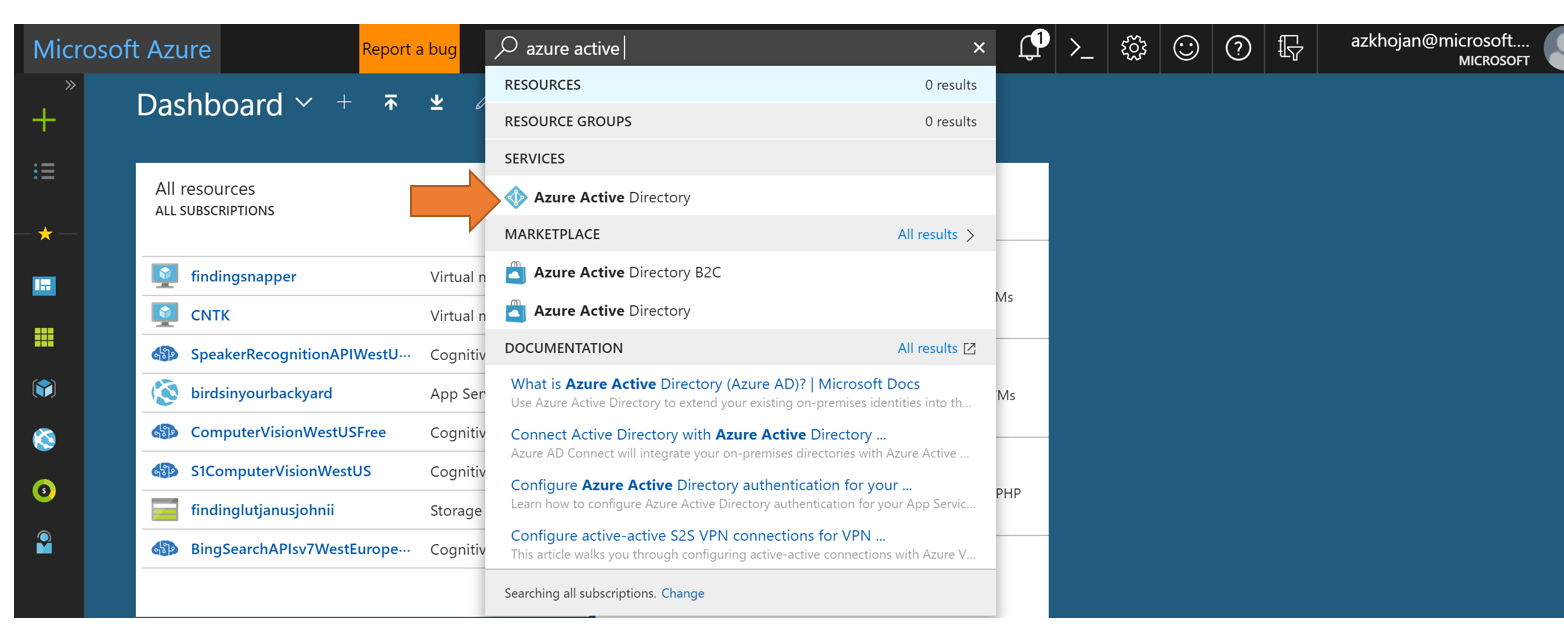 Microsoft Azure
Report a bug
azure active
1
azkhojan@microsoft....
MICROSOFT
Dashboard
All resources
ALL SUBSCRIPTIONS
findingsnapper Virtual m
CNTK Virtual m
SpeakerRecognitionAPIWestU... Cognitiv
birdsinyourbackyard App Ser
ComputerVisionWestUSFree Cognitiv
S1ComputerVisionWestUS Cognitiv
findinglutjanusjohnii Storage
BingSearchAPIsv7WestEurope... Cognitiv
RESOURCES 0 results
RESOURCE GROUPS 0 results
SERVICES
Azure Active Directory
MARKETPLACE All results
Azure Active Directory B2C
Azure Active Directory
DOCUMENTATION All results
What is Azure Active Directory (Azure AD)? | Microsoft Docs
Use Azure Active Directory to extend your existing on-premises identities into th...
Connect Active Directory with Azure Active Directory ...
Azure AD Connect will integrate your on-premises directories with Azure Active ...
Configure Azure Active Directory authentication for your ...
Learn how to configure Azure Active Directory authentication for your App Servic...
Configure active-active S2S VPN connections for VPN ...
This article walks you through configuring active-active connections with Azure V...
Searching all subscriptions. Change
Ms
Ms
PHP